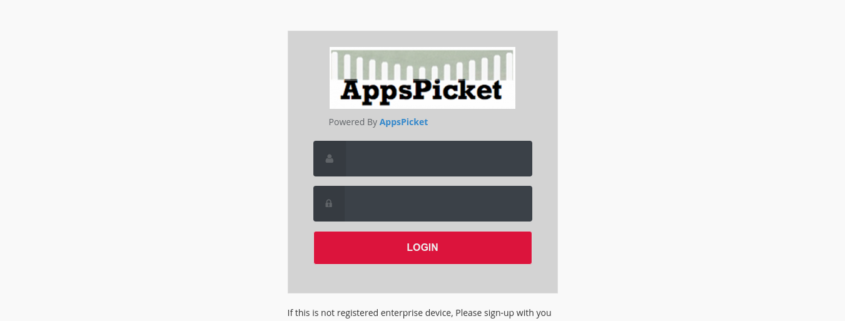 AppsPicket
Powered By AppsPicket
LOGIN
If this is not registered enterprise device, Please sign-up with you